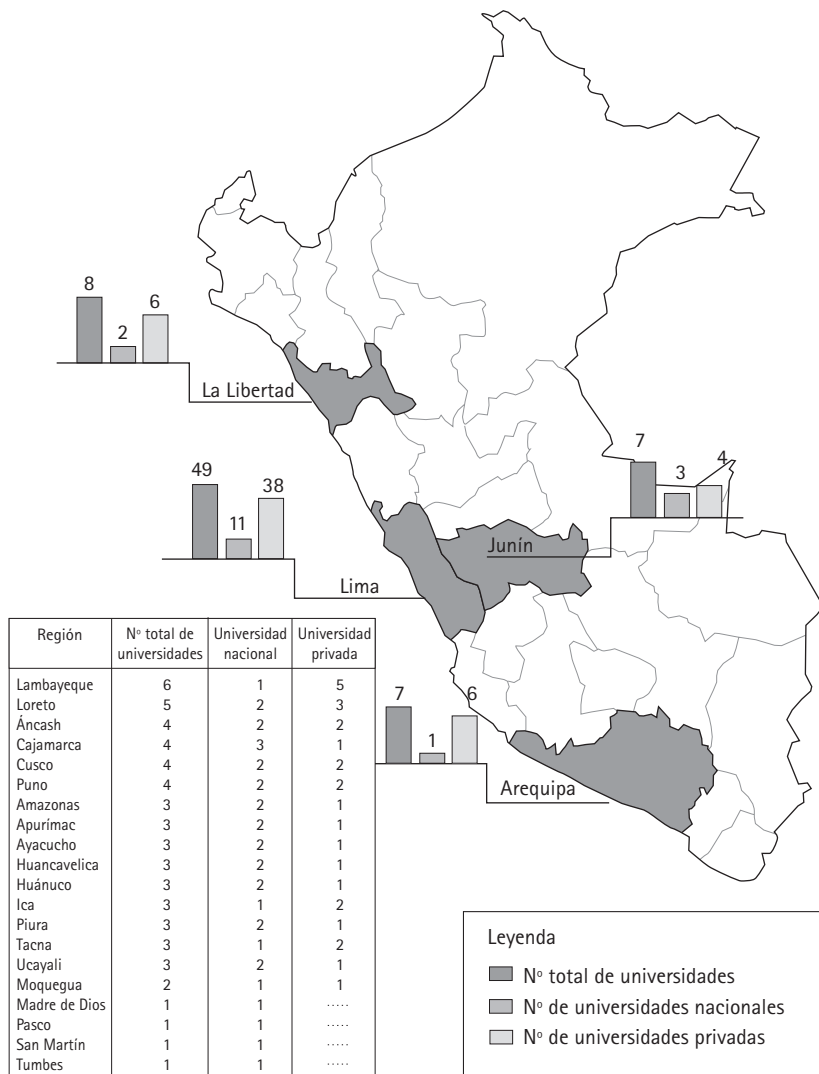 8
2
6
La Libertad
49
11
38
Lima
7
3
4
Junín
7
1
6
Arequipa
Región Nº total de universidades Universidad nacional Universidad privada
Lambayeque 6 1 5
Loreto 5 2 3
Áncash 4 2 2
Cajamarca 4 3 1
Cusco 4 2 2
Puno 4 2 2
Amazonas 3 2 1
Apurímac 3 2 1
Ayacucho 3 2 1
Huancavelica 3 2 1
Huánuco 3 2 1
Ica 3 1 2
Piura 3 2 1
Tacna 3 1 2
Ucayali 3 2 1
Moquegua 2 1 1
Madre de Dios 1 1 .....
Pasco 1 1 .....
San Martín 1 1 .....
Tumbes 1 1 .....
Leyenda
Nº total de universidades
Nº de universidades nacionales
Nº de universidades privadas